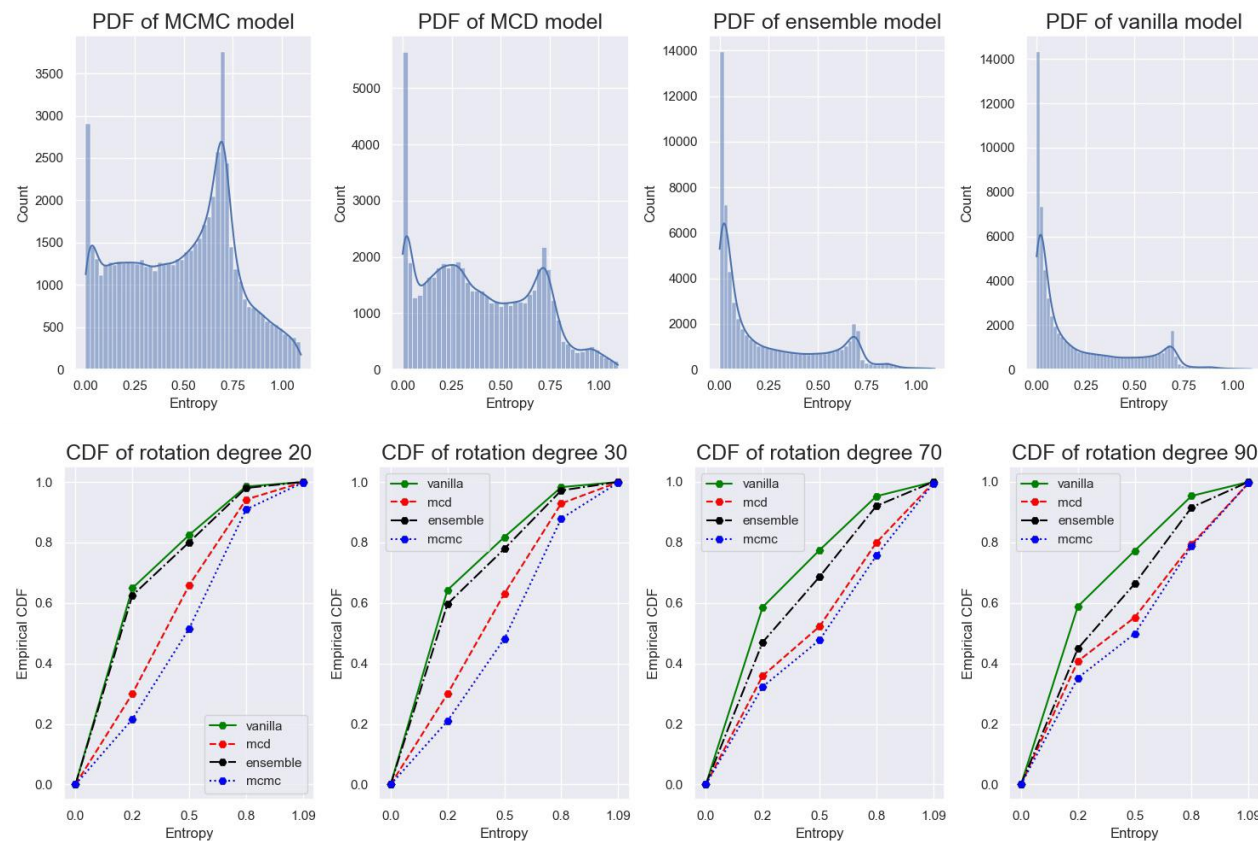 PDF of MCMC model
3500
3000
2500
2000
1500
1000
500
0
Count
0.00 0.25 0.50 0.75 1.00
Entropy
PDF of MCD model
5000
4000
3000
2000
1000
0
Count
0.00 0.25 0.50 0.75 1.00
Entropy
PDF of ensemble model
14000
12000
10000
8000
6000
4000
2000
0
Count
0.00 0.25 0.50 0.75 1.00
Entropy
PDF of vanilla model
14000
12000
10000
8000
6000
4000
2000
0
Count
0.00 0.25 0.50 0.75 1.00
Entropy
CDF of rotation degree 20
1.0
0.8
0.6
0.4
0.2
0.0
Empirical CDF
vanilla
mcd
ensemble
mcmc
0.0 0.2 0.5 0.8 1.09
Entropy
CDF of rotation degree 30
1.0
0.8
0.6
0.4
0.2
0.0
Empirical CDF
vanilla
mcd
ensemble
mcmc
0.0 0.2 0.5 0.8 1.09
Entropy
CDF of rotation degree 70
1.0
0.8
0.6
0.4
0.2
0.0
Empirical CDF
vanilla
mcd
ensemble
mcmc
0.0 0.2 0.5 0.8 1.09
Entropy
CDF of rotation degree 90
1.0
0.8
0.6
0.4
0.2
0.0
Empirical CDF
vanilla
mcd
ensemble
mcmc
0.0 0.2 0.5 0.8 1.09
Entropy